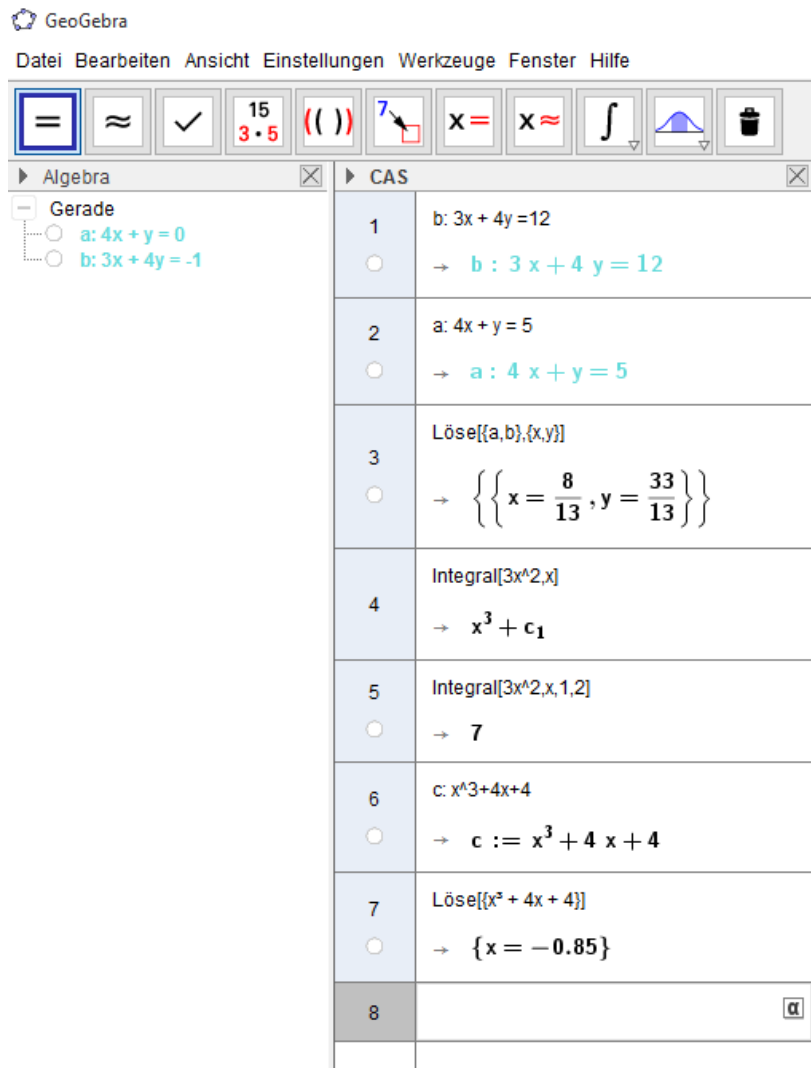 GeoGebra
Datei Bearbeiten Ansicht Einstellungen Werkzeuge Fenster Hilfe
= ≈ ✓ 15 3·5 (( )) 7 x= x≈ ∫
Algebra
Gerade
a: 4x + y = 0
b: 3x + 4y = -1
CAS
1
b: 3x + 4y =12
→ b : 3 x + 4 y = 12
2
a: 4x + y = 5
→ a : 4 x + y = 5
3
Löse[{a,b},{x,y}]
→ {{x = 8/13 , y = 33/13}}
4
Integral[3x^2,x]
→ x³ + c₁
5
Integral[3x^2,x,1,2]
→ 7
6
c: x^3+4x+4
→ c := x³ + 4 x + 4
7
Löse[{x³ + 4x + 4}]
→ {x = −0.85}
8
α